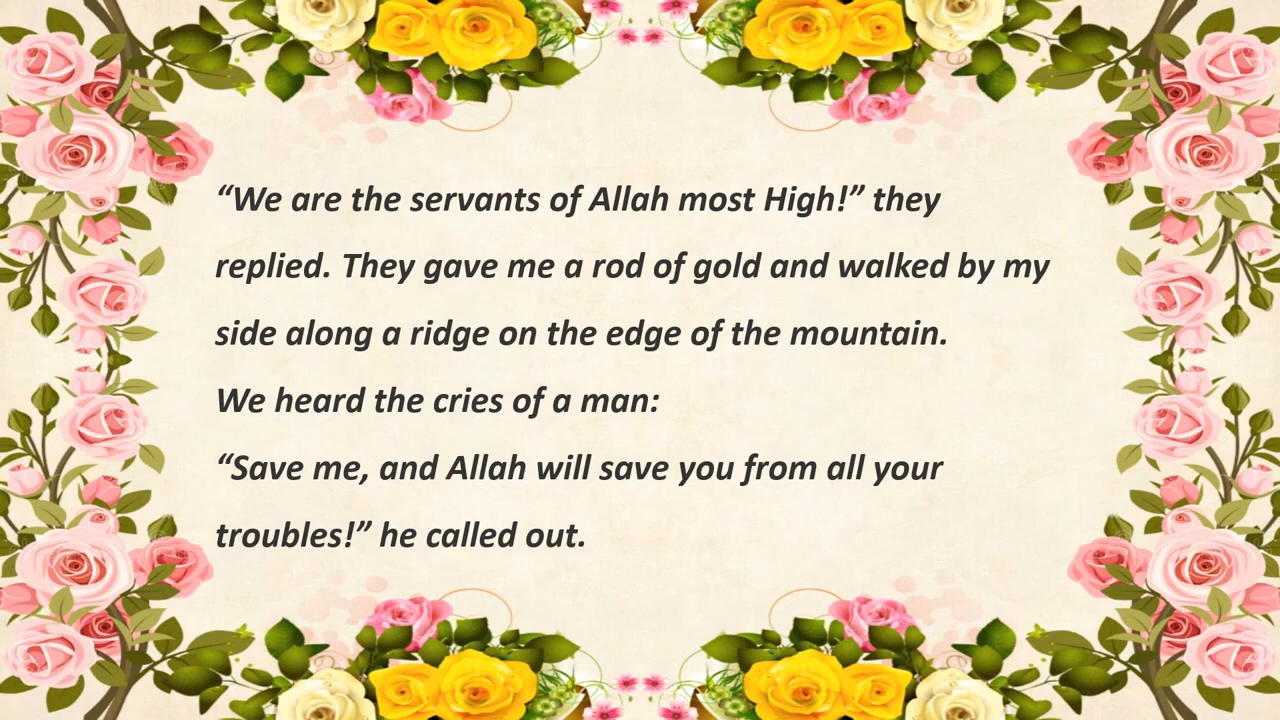 “We are the servants of Allah most High!” they
replied. They gave me a rod of gold and walked by my
side along a ridge on the edge of the mountain.
We heard the cries of a man:
“Save me, and Allah will save you from all your
troubles!” he called out.